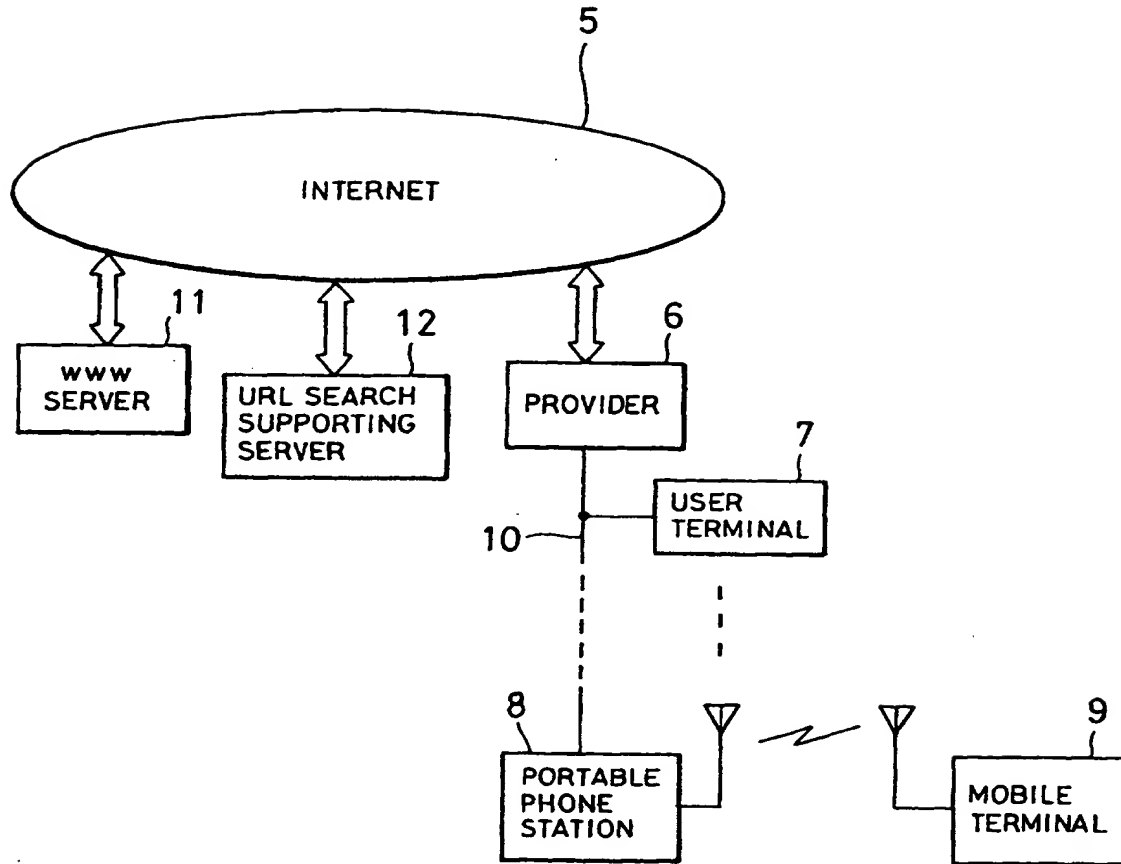 5
INTERNET
11
WWW
SERVER
12
URL SEARCH
SUPPORTING
SERVER
6
PROVIDER
7
USER
TERMINAL
10
8
PORTABLE
PHONE
STATION
9
MOBILE
TERMINAL